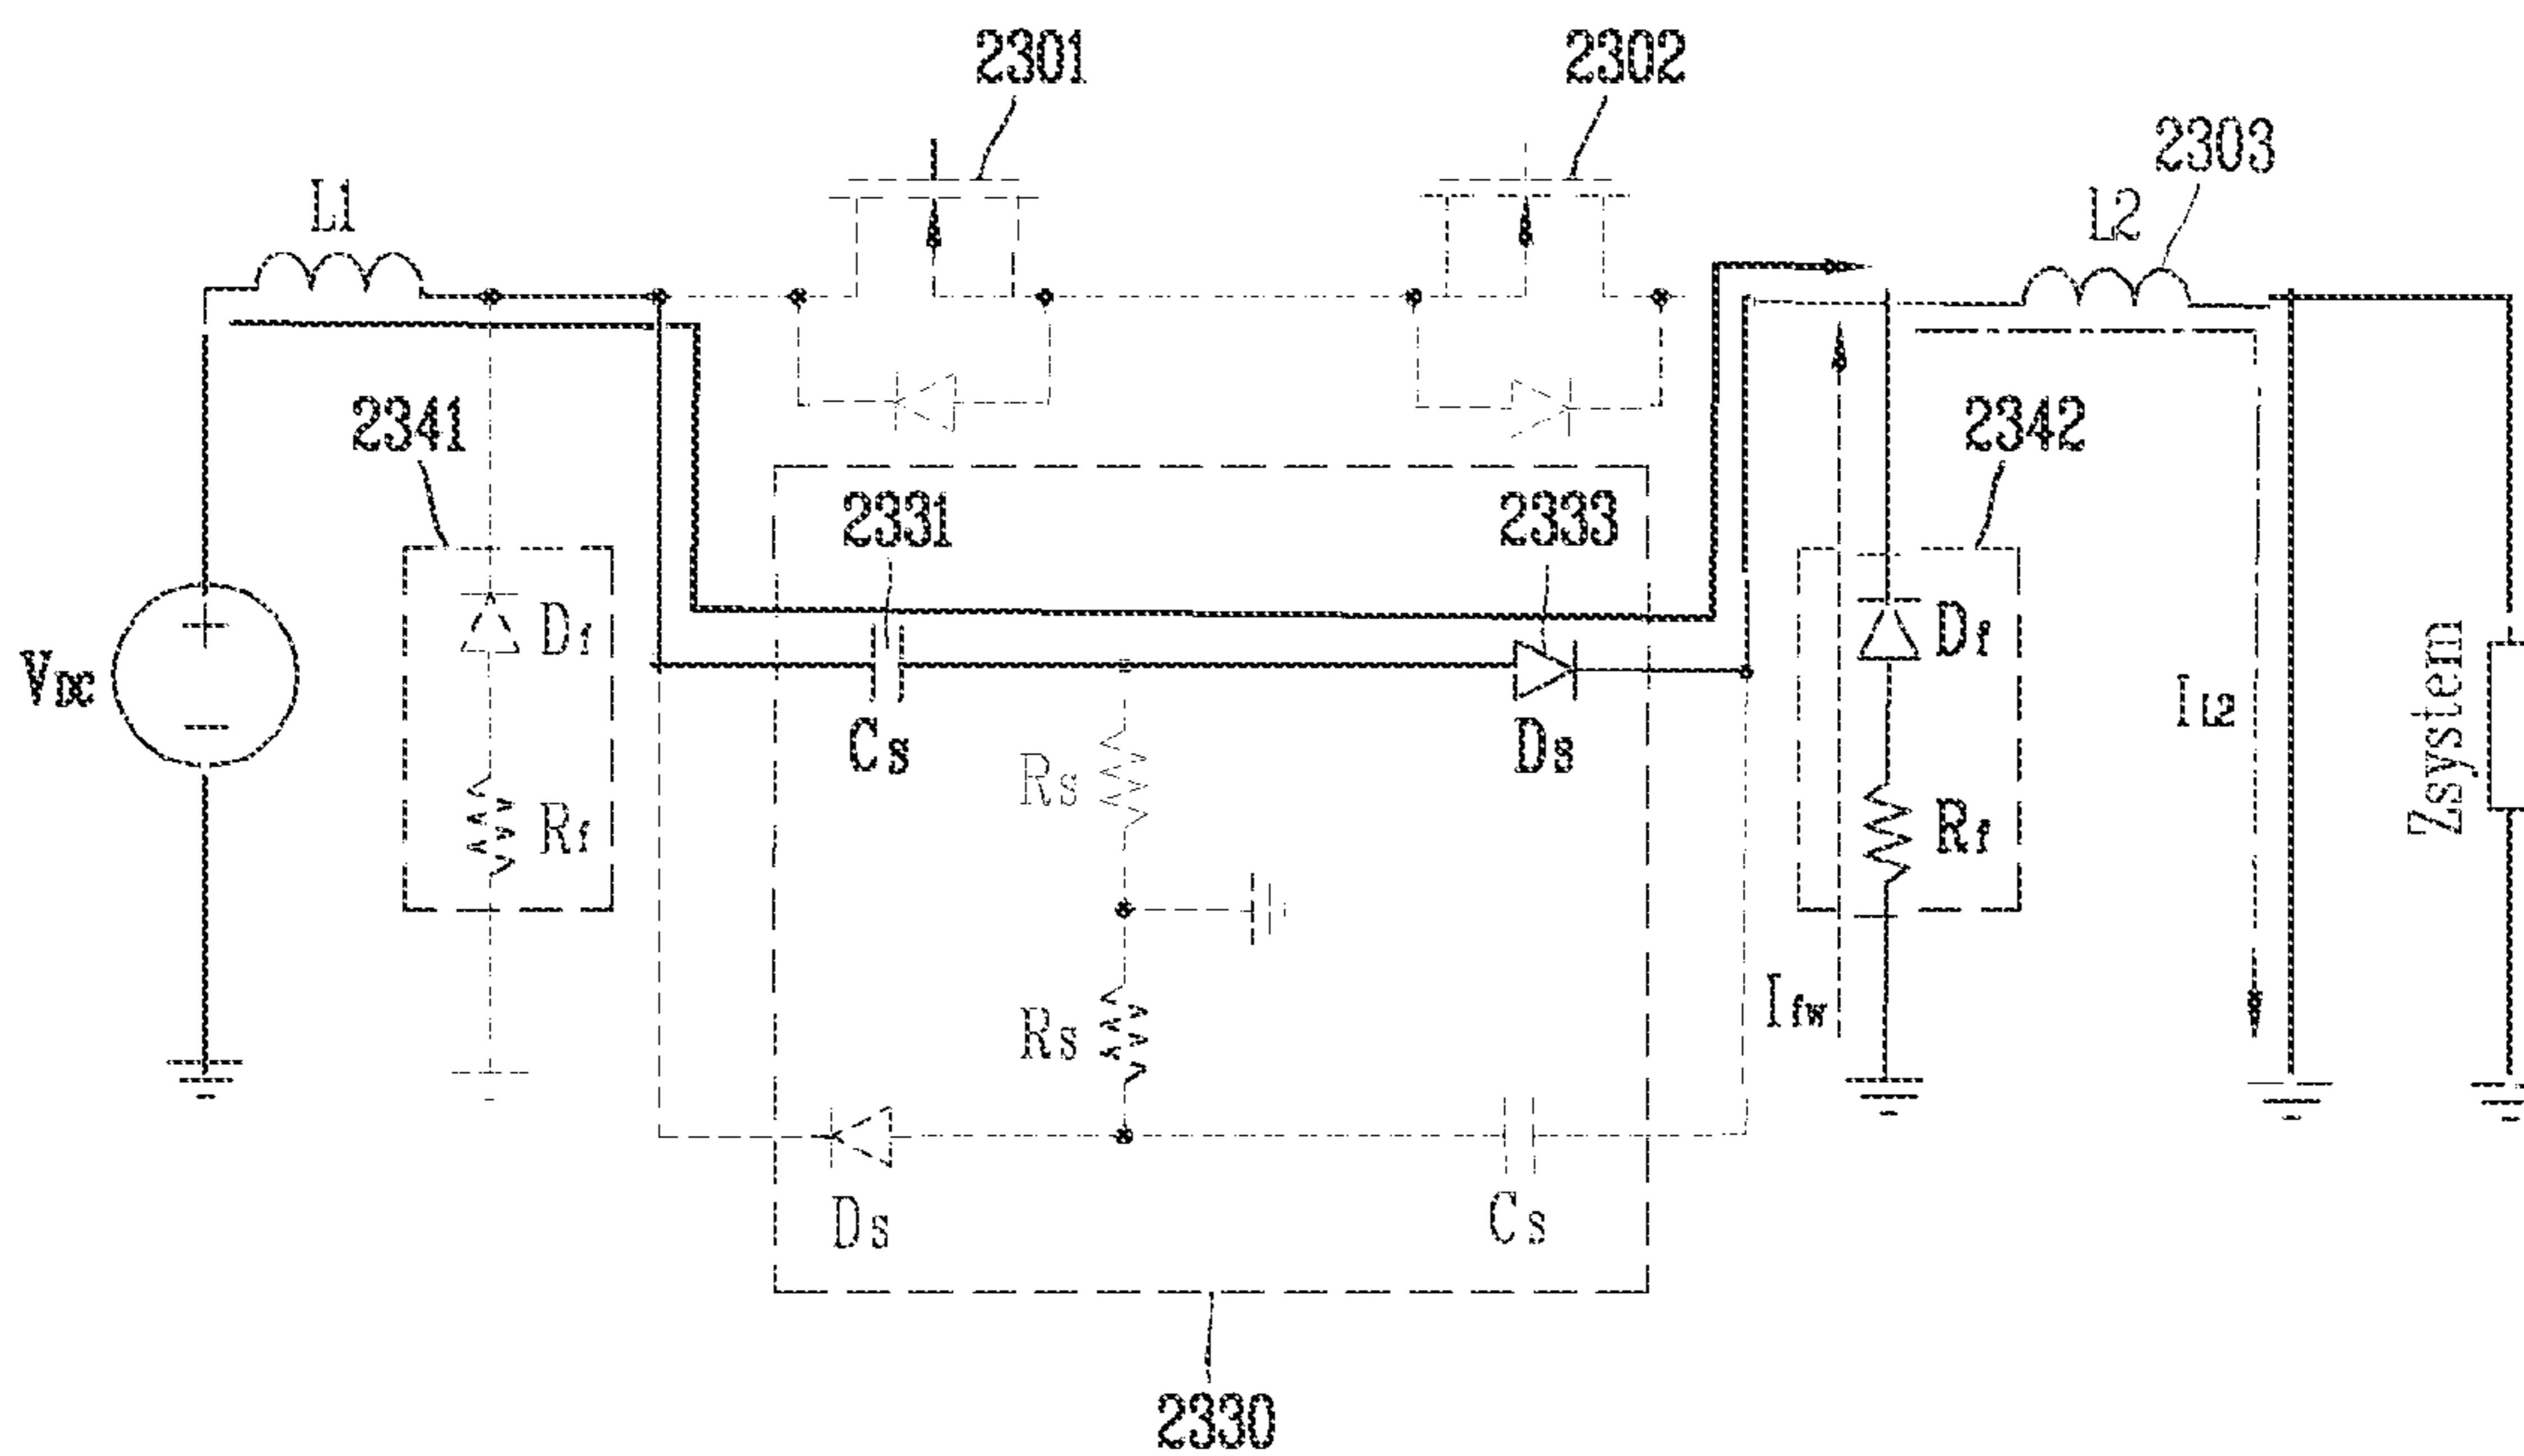 2301
2302
2303
L1
L2
2341
2342
2331
2333
VDC
Df
Df
Cs
Ds
IL2
Zsystem
Rs
Rf
Rf
Rs
Ifw
Ds
Cs
2330